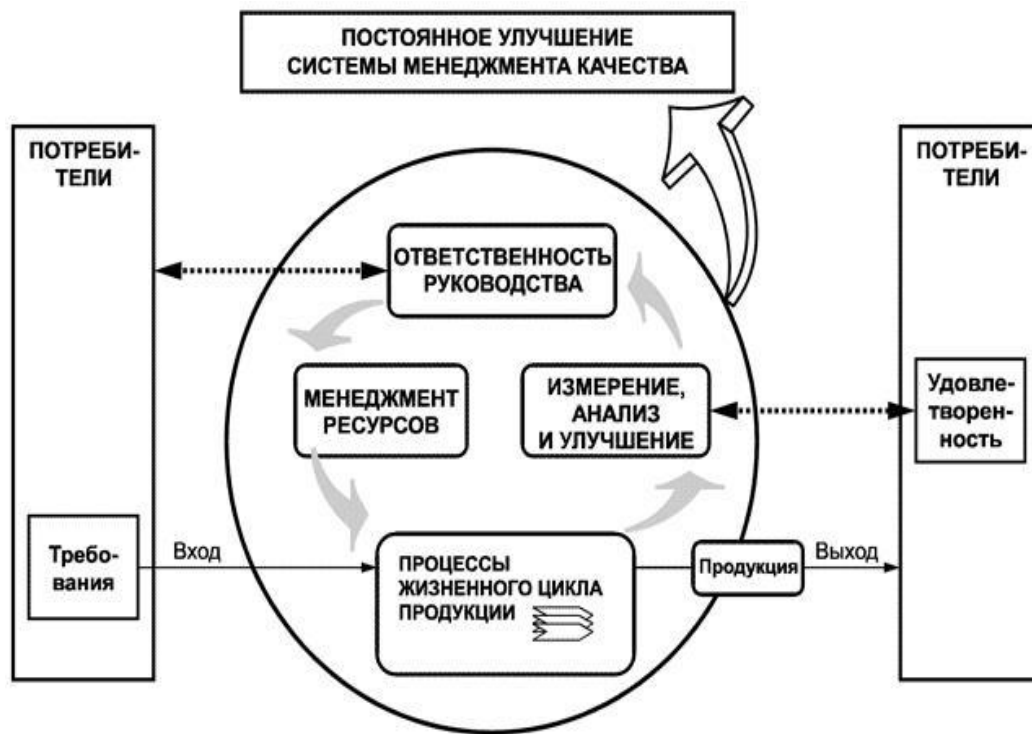 ПОСТОЯННОЕ УЛУЧШЕНИЕ
СИСТЕМЫ МЕНЕДЖМЕНТА КАЧЕСТВА
ПОТРЕБИ-
ТЕЛИ
ПОТРЕБИ-
ТЕЛИ
ОТВЕТСТВЕННОСТЬ
РУКОВОДСТВА
МЕНЕДЖМЕНТ
РЕСУРСОВ
ИЗМЕРЕНИЕ,
АНАЛИЗ
И УЛУЧШЕНИЕ
Удовле-
творен-
ность
Требо-
вания
Вход
ПРОЦЕССЫ
ЖИЗНЕННОГО ЦИКЛА
ПРОДУКЦИИ
Продукция
Выход